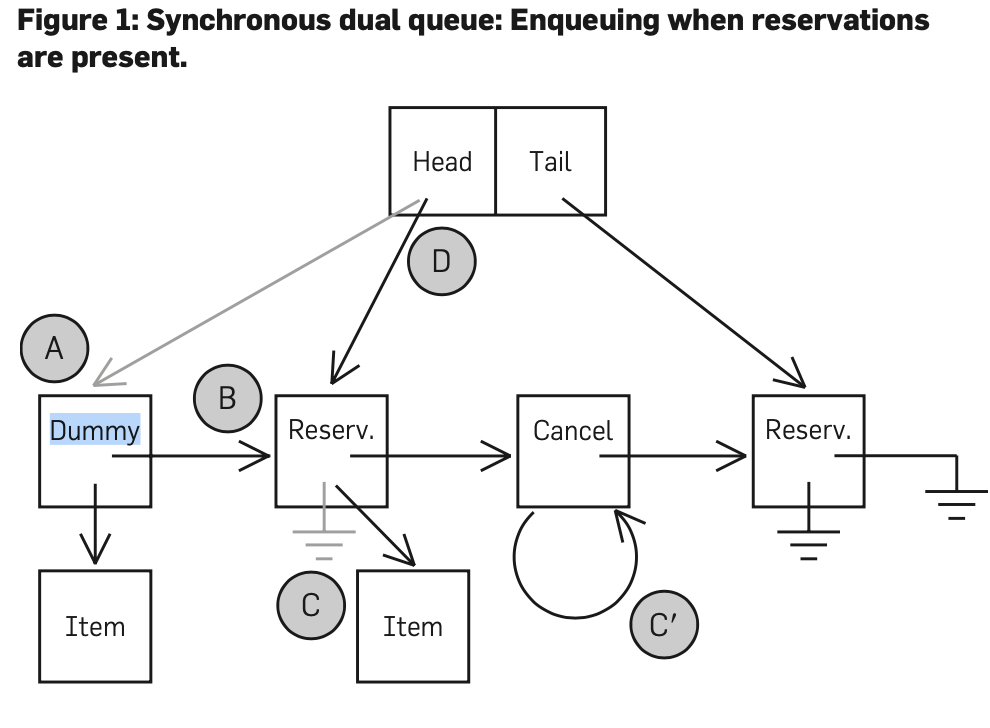 Figure 1: Synchronous dual queue: Enqueuing when reservations
are present.
Head
Tail
D
A
B
Dummy
Reserv.
Cancel
Reserv.
C
Item
Item
C′